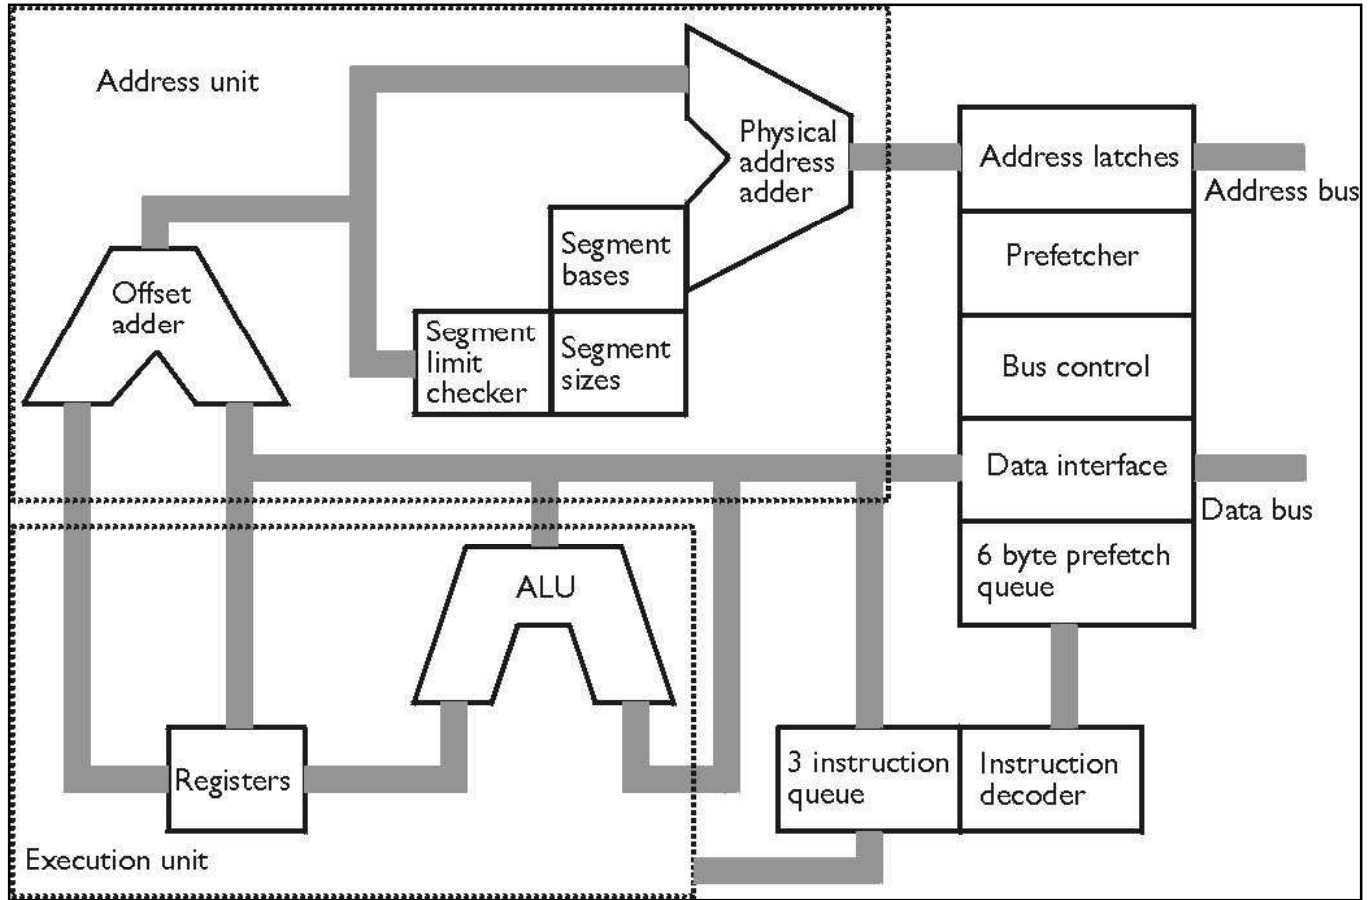 Address unit
Physical
address
adder
Address latches
Address bus
Prefetcher
Segment
bases
Offset
adder
Segment
limit
checker
Segment
sizes
Bus control
Data interface
Data bus
6 byte prefetch
queue
ALU
Registers
3 instruction
queue
Instruction
decoder
Execution unit